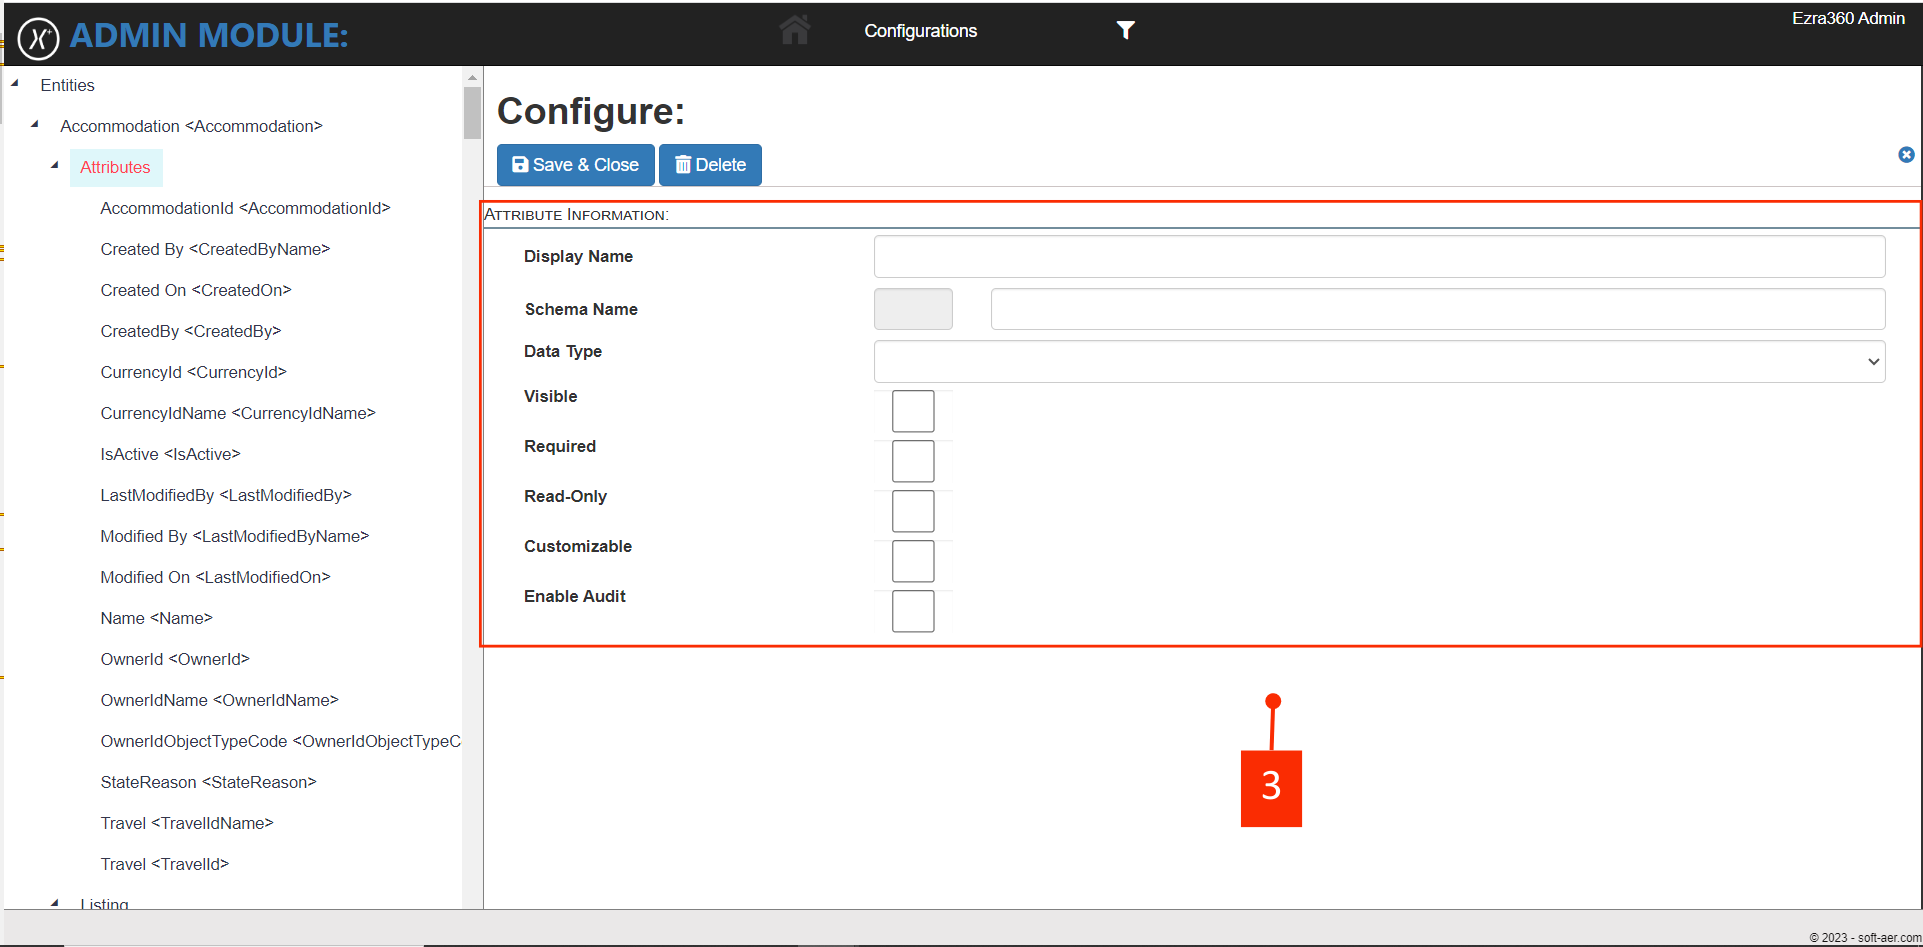 ADMIN MODULE:
Configurations
Ezra360 Admin
Entities
Accommodation <Accommodation>
Attributes
AccommodationId <AccommodationId>
Created By <CreatedByName>
Created On <CreatedOn>
CreatedBy <CreatedBy>
CurrencyId <CurrencyId>
CurrencyIdName <CurrencyIdName>
IsActive <IsActive>
LastModifiedBy <LastModifiedBy>
Modified By <LastModifiedByName>
Modified On <LastModifiedOn>
Name <Name>
OwnerId <OwnerId>
OwnerIdName <OwnerIdName>
OwnerIdObjectTypeCode <OwnerIdObjectTypeC
StateReason <StateReason>
Travel <TravelIdName>
Travel <TravelId>
Listing
Configure:
Save & Close
Delete
ATTRIBUTE INFORMATION:
Display Name
Schema Name
Data Type
Visible
Required
Read-Only
Customizable
Enable Audit
3
© 2023 - soft-aer.com